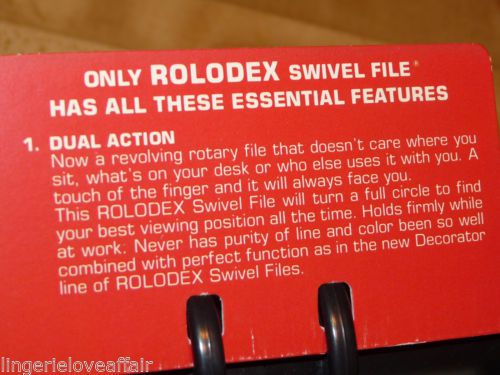 ONLY ROLODEX SWIVEL FILE®
HAS ALL THESE ESSENTIAL FEATURES
1. DUAL ACTION
Now a revolving rotary file that doesn't care where you
sit, what's on your desk or who else uses it with you. A
touch of the finger and it will always face you.
This ROLODEX Swivel File will turn a full circle to find
your best viewing position all the time. Holds firmly while
at work. Never has purity of line and color been so well
combined with perfect function as in the new Decorator
line of ROLODEX Swivel Files.
lingerieloveaffair